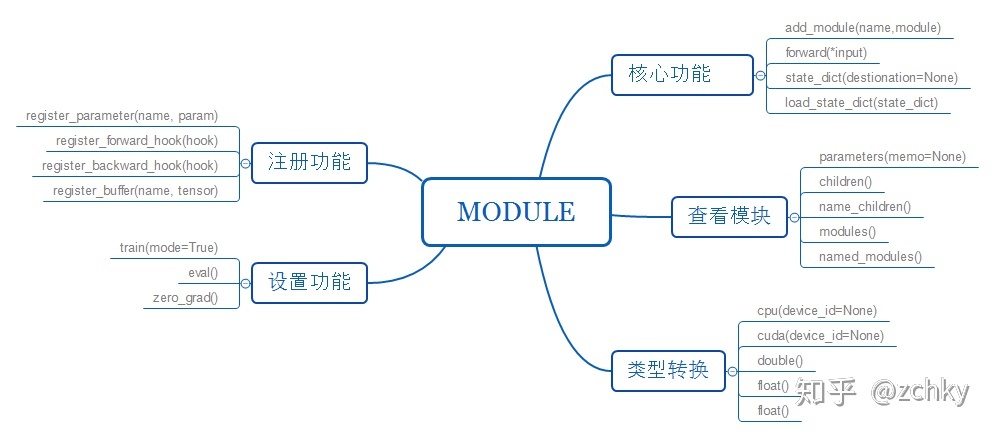 MODULE
核心功能
add_module(name,module)
forward(*input)
state_dict(destionation=None)
load_state_dict(state_dict)
查看模块
parameters(memo=None)
children()
name_children()
modules()
named_modules()
类型转换
cpu(device_id=None)
cuda(device_id=None)
double()
float()
float()
注册功能
register_parameter(name, param)
register_forward_hook(hook)
register_backward_hook(hook)
register_buffer(name, tensor)
设置功能
train(mode=True)
eval()
zero_grad()
知乎 @zchky